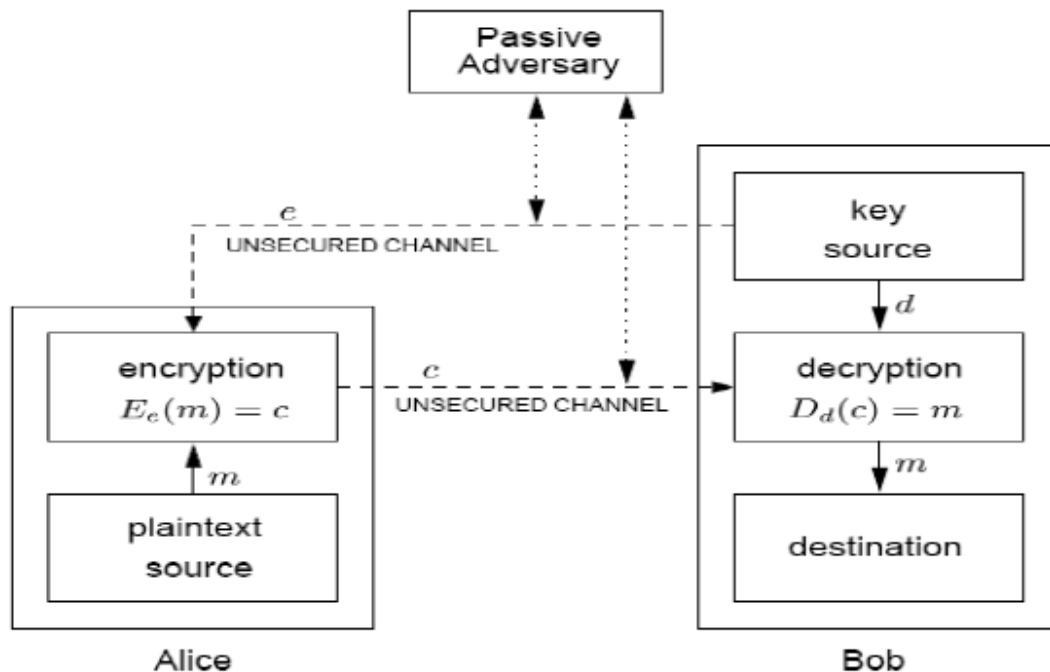 Passive
Adversary
key
source
e
UNSECURED CHANNEL
d
encryption
E_e(m) = c
c
UNSECURED CHANNEL
decryption
D_d(c) = m
m
m
plaintext
source
destination
Alice
Bob